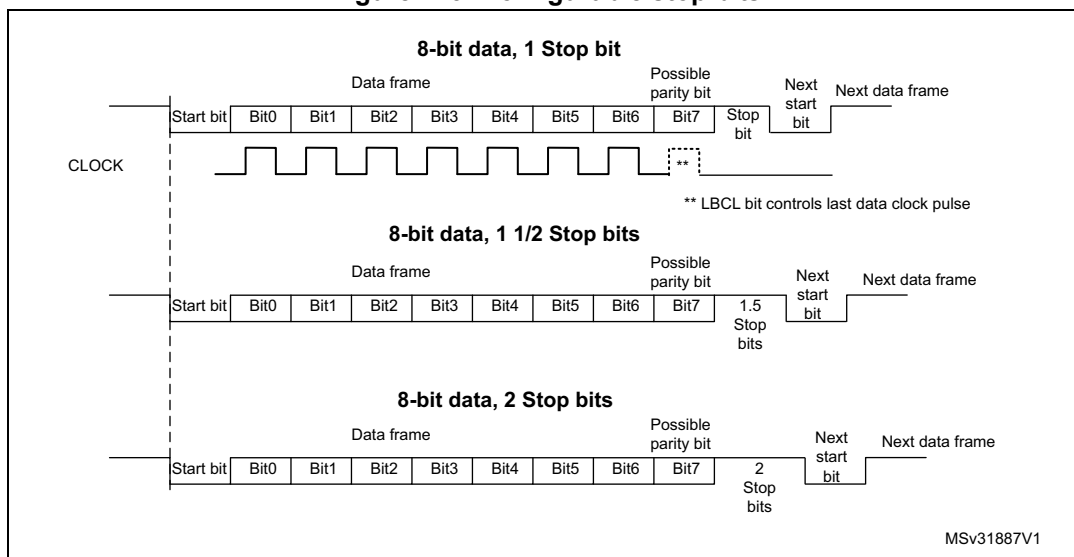 8-bit data, 1 Stop bit
Data frame
Possible
parity bit
Next
start
bit
Next data frame
Start bit Bit0 Bit1 Bit2 Bit3 Bit4 Bit5 Bit6 Bit7 Stop
bit
CLOCK
**
** LBCL bit controls last data clock pulse
8-bit data, 1 1/2 Stop bits
Data frame
Possible
parity bit
Next
start
bit
Next data frame
Start bit Bit0 Bit1 Bit2 Bit3 Bit4 Bit5 Bit6 Bit7 1.5
Stop
bits
8-bit data, 2 Stop bits
Data frame
Possible
parity bit
Next
start
bit
Next data frame
Start bit Bit0 Bit1 Bit2 Bit3 Bit4 Bit5 Bit6 Bit7 2
Stop
bits
MSv31887V1